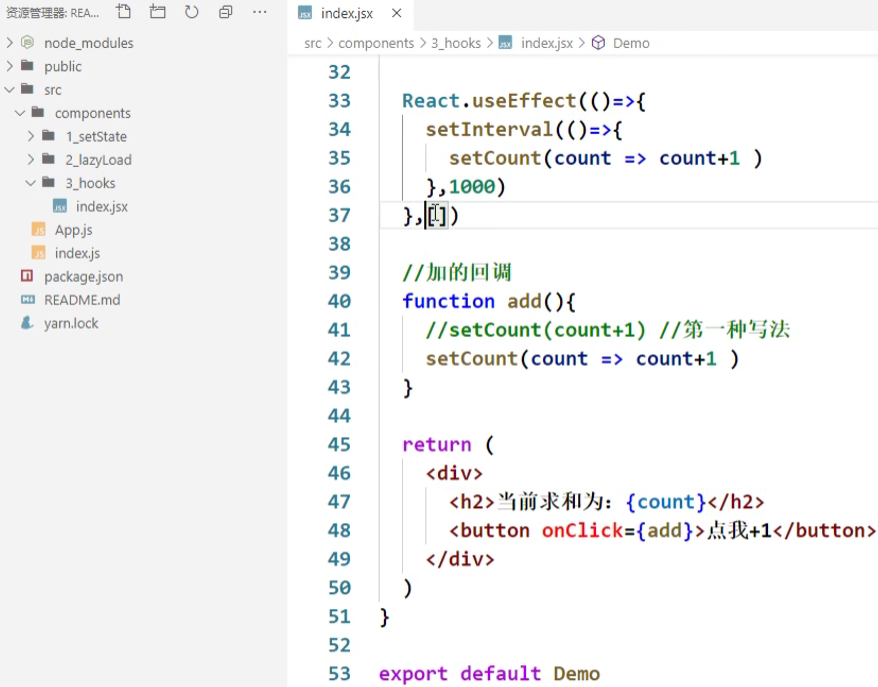 资源管理器: REA...
node_modules
public
src
components
1_setState
2_lazyLoad
3_hooks
index.jsx
App.js
index.js
package.json
README.md
yarn.lock
index.jsx
src > components > 3_hooks > index.jsx > Demo
32
33 React.useEffect(()=>{
34 setInterval(()=>{
35 setCount(count => count+1 )
36 },1000)
37 },[])
38
39 //加的回调
40 function add(){
41 //setCount(count+1) //第一种写法
42 setCount(count => count+1 )
43 }
44
45 return (
46 <div>
47 <h2>当前求和为：{count}</h2>
48 <button onClick={add}>点我+1</button>
49 </div>
50 )
51 }
52
53 export default Demo